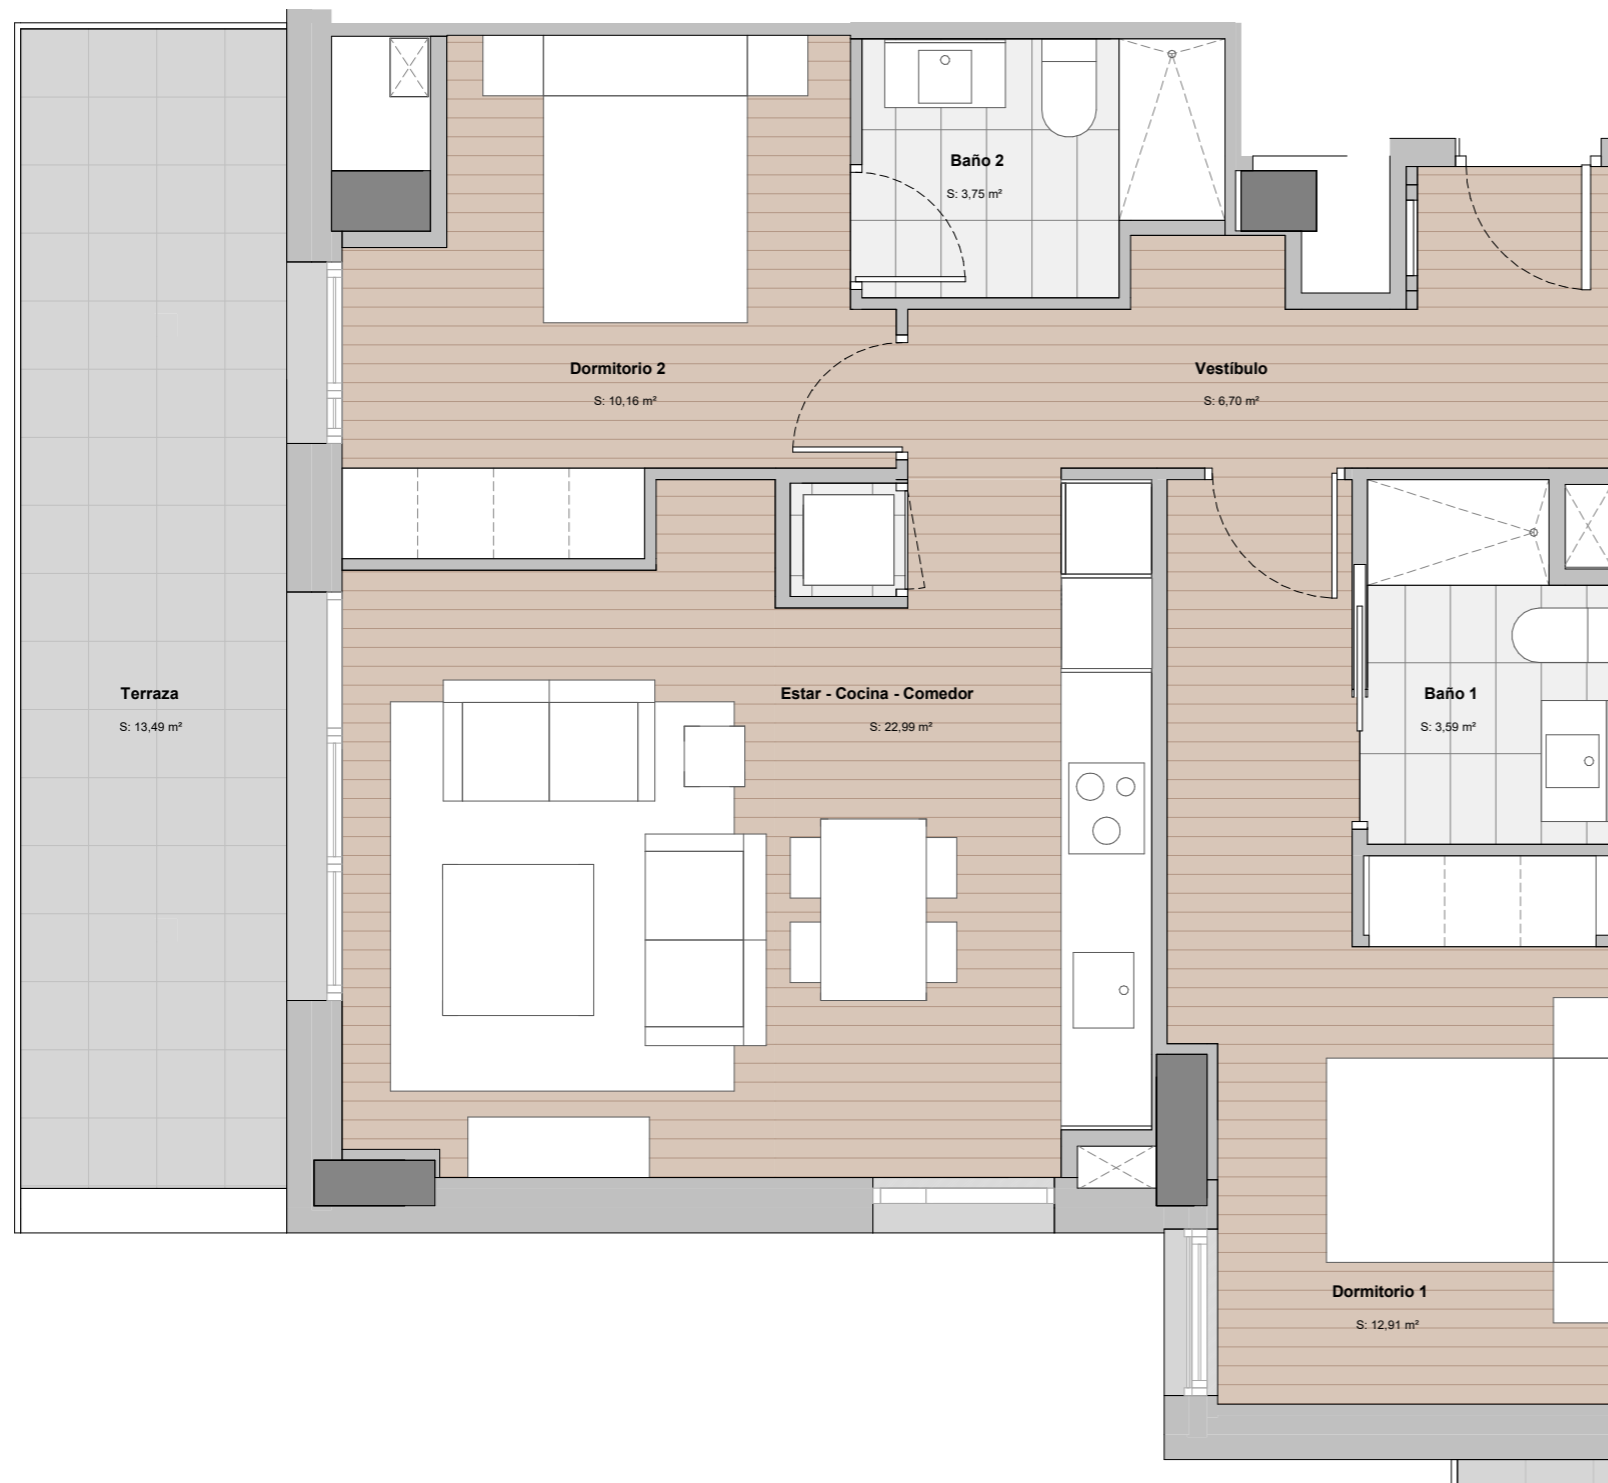 Baño 2
S: 3,75 m²
Dormitorio 2
S: 10,16 m²
Vestíbulo
S: 6,70 m²
Terraza
S: 13,49 m²
Estar - Cocina - Comedor
S: 22,99 m²
Baño 1
S: 3,59 m²
Dormitorio 1
S: 12,91 m²